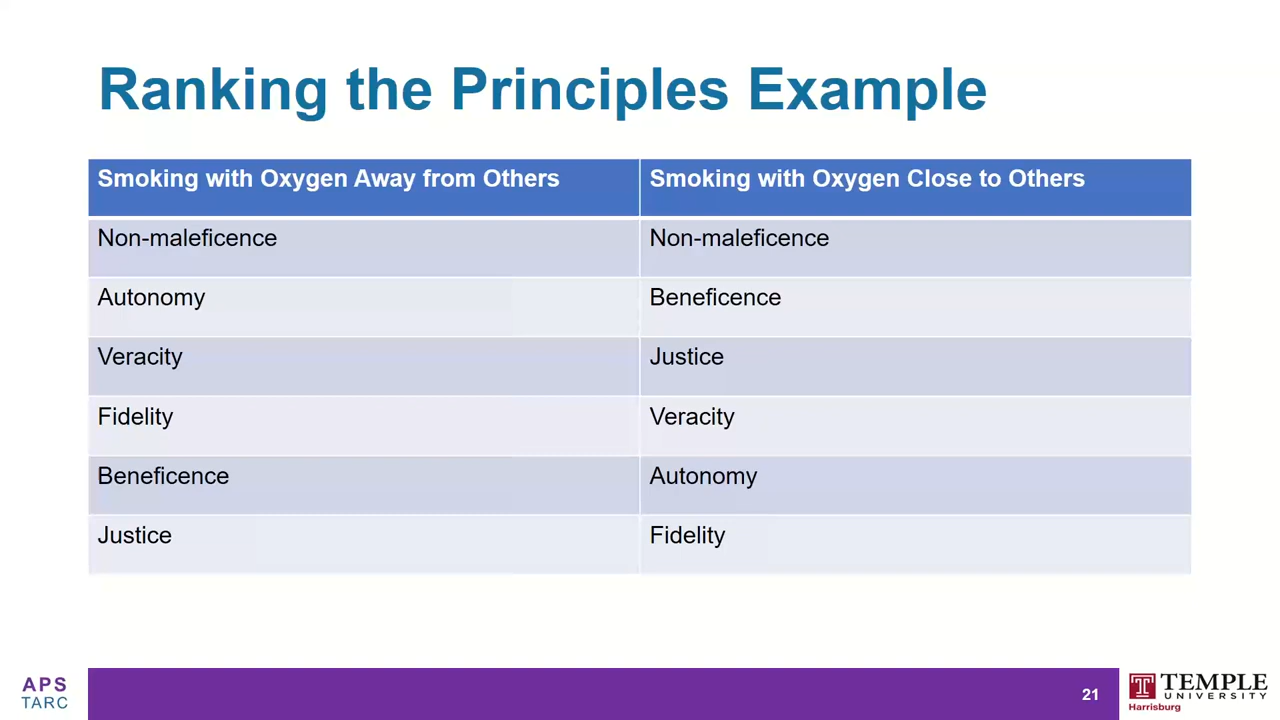 Ranking the Principles Example
Smoking with Oxygen Away from Others
Smoking with Oxygen Close to Others
Non-maleficence
Non-maleficence
Autonomy
Beneficence
Veracity
Justice
Fidelity
Veracity
Beneficence
Autonomy
Justice
Fidelity
APS
TARC
21
TEMPLE
UNIVERSITY
Harrisburg